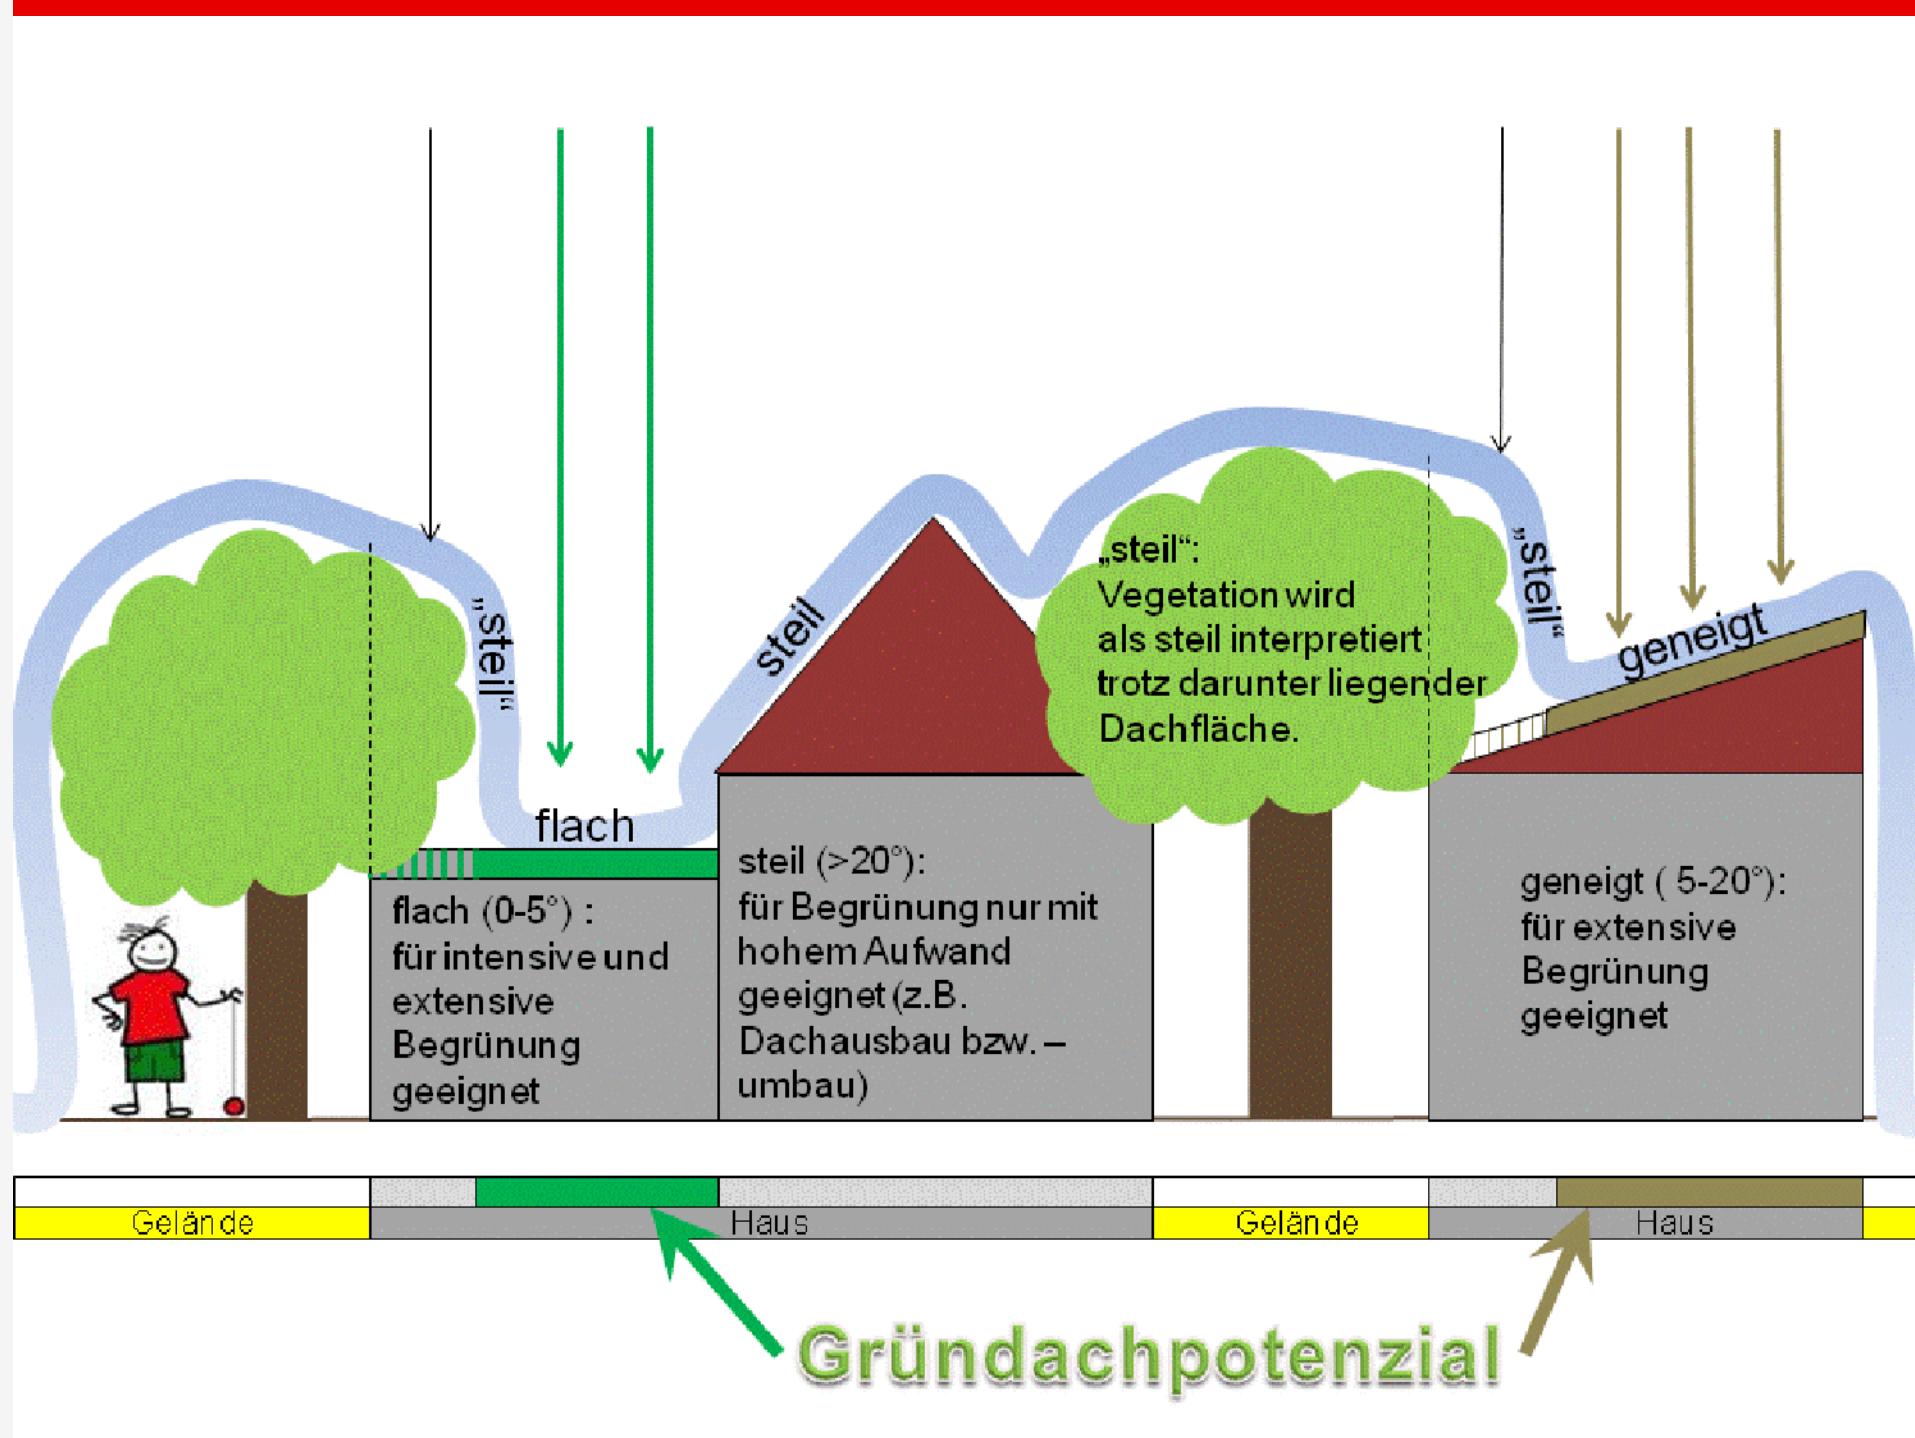 „steil“
flach
steil
„steil“:
Vegetation wird
als steil interpretiert
trotz darunter liegender
Dachfläche.
„steil“
geneigt
flach (0-5°) :
für intensive und
extensive
Begrünung
geeignet
steil (>20°):
für Begrünung nur mit
hohem Aufwand
geeignet (z.B.
Dachausbau bzw. –
umbau)
geneigt ( 5-20°):
für extensive
Begrünung
geeignet
Gelände
Haus
Gelände
Haus
Gründachpotenzial